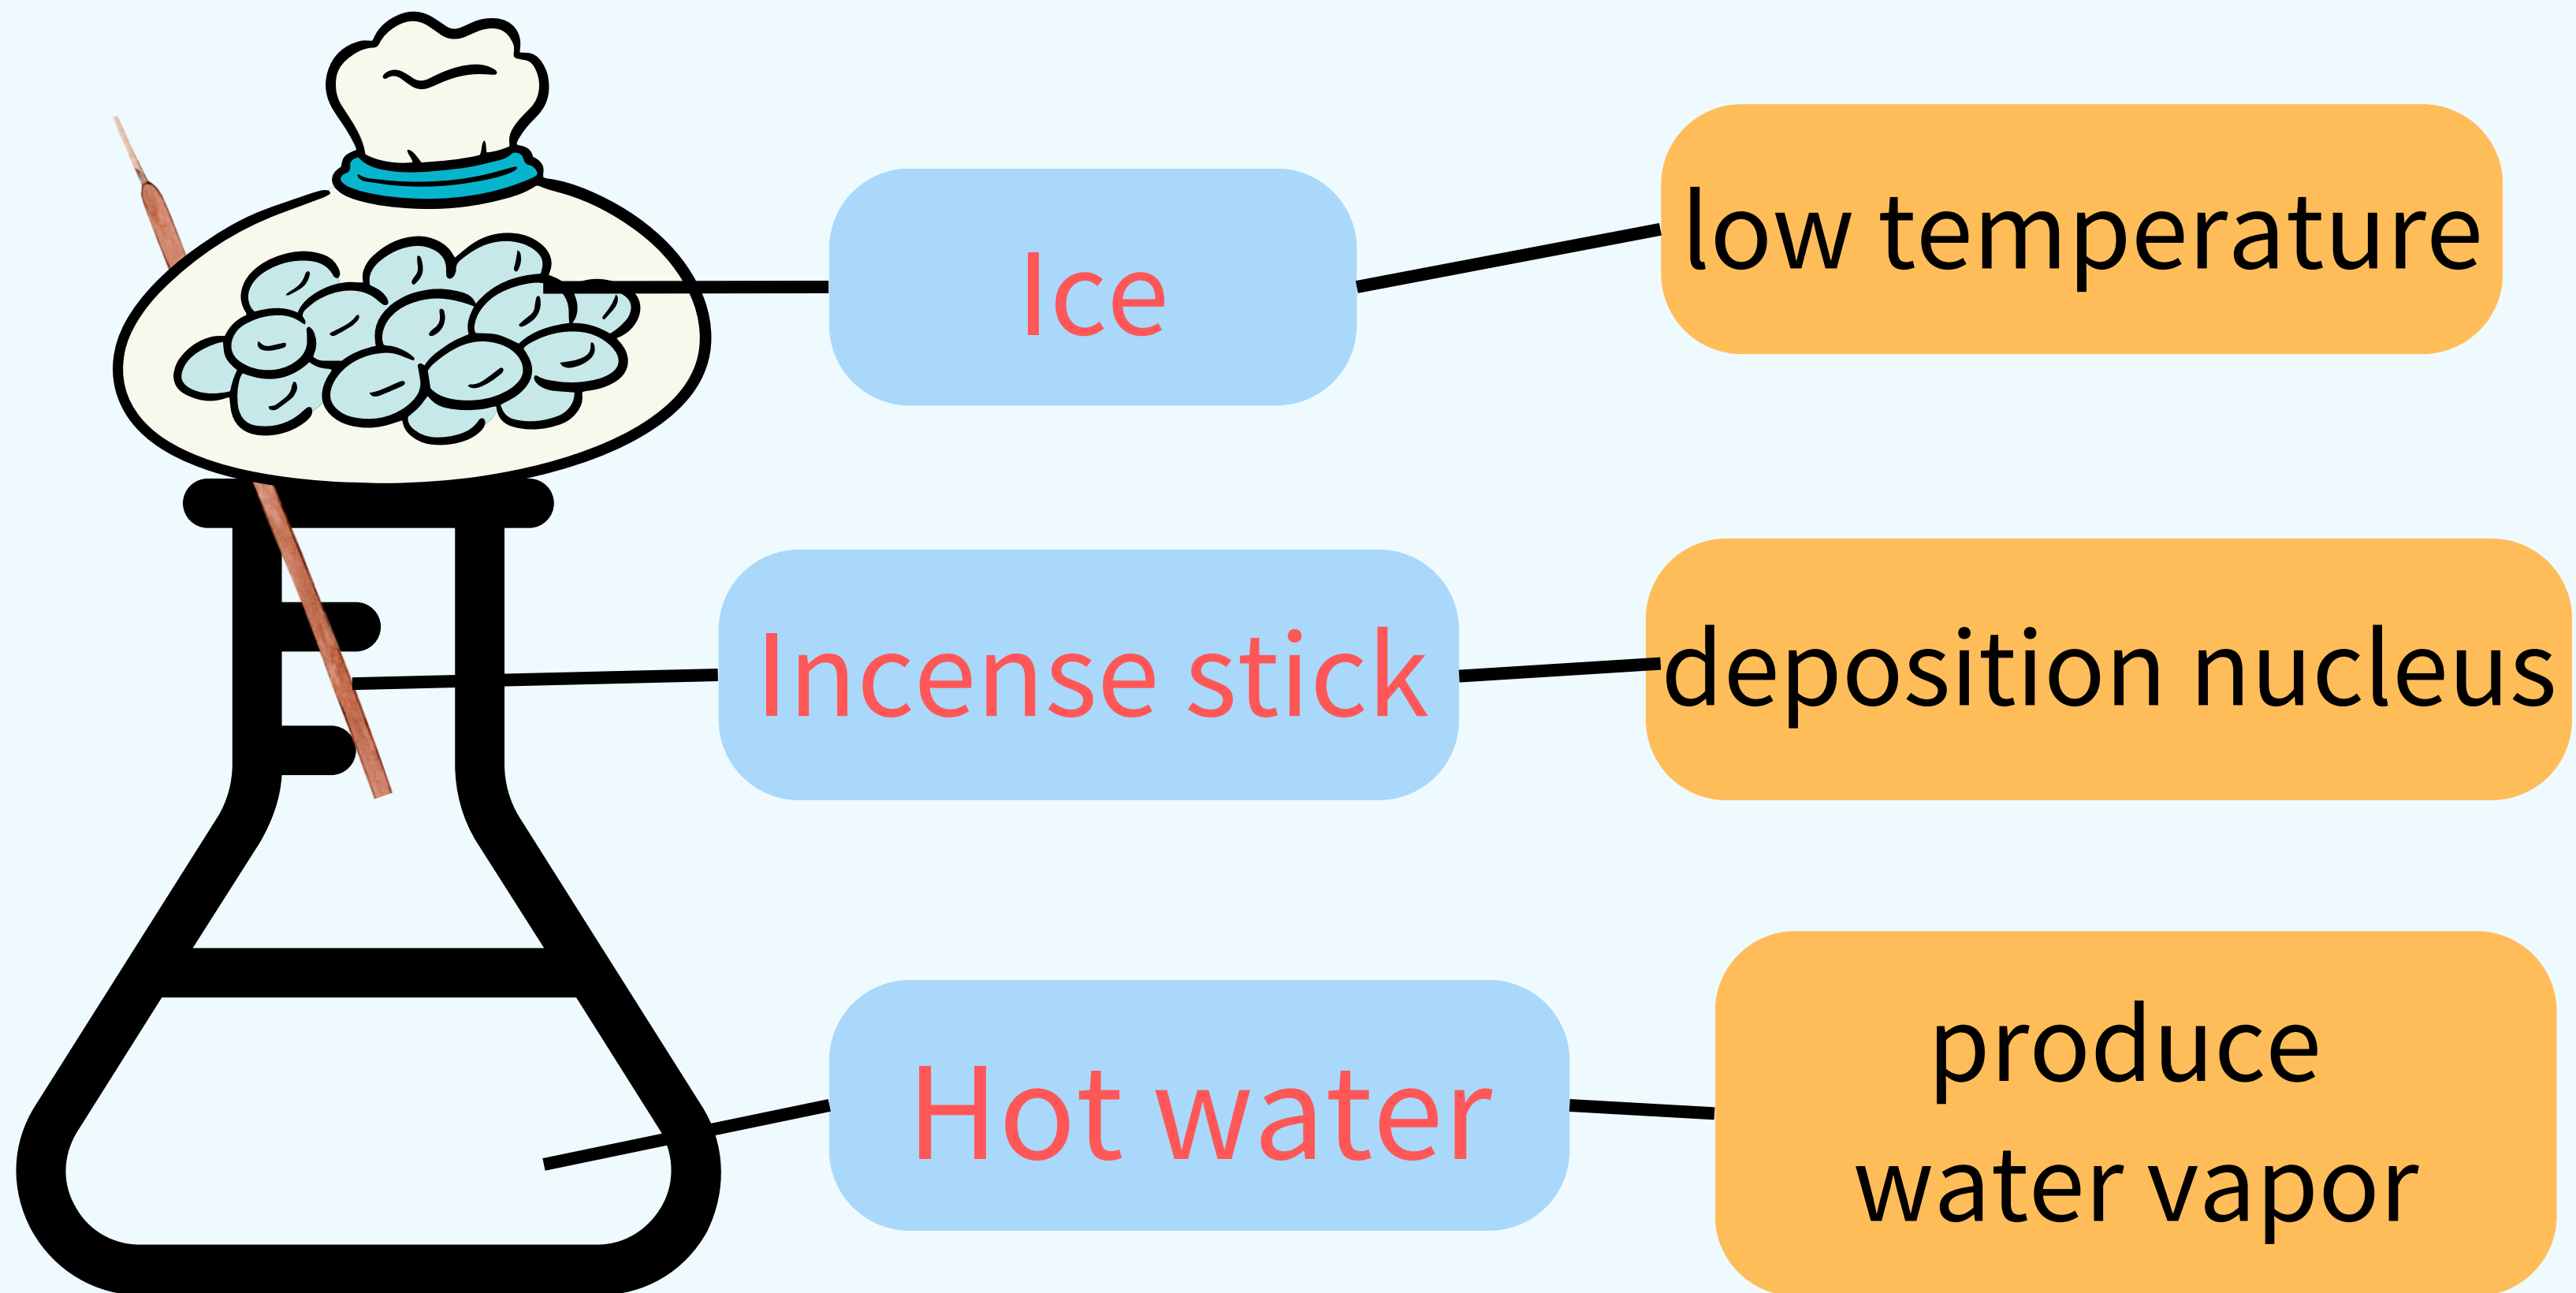 Ice
low temperature
Incense stick
deposition nucleus
Hot water
produce
water vapor